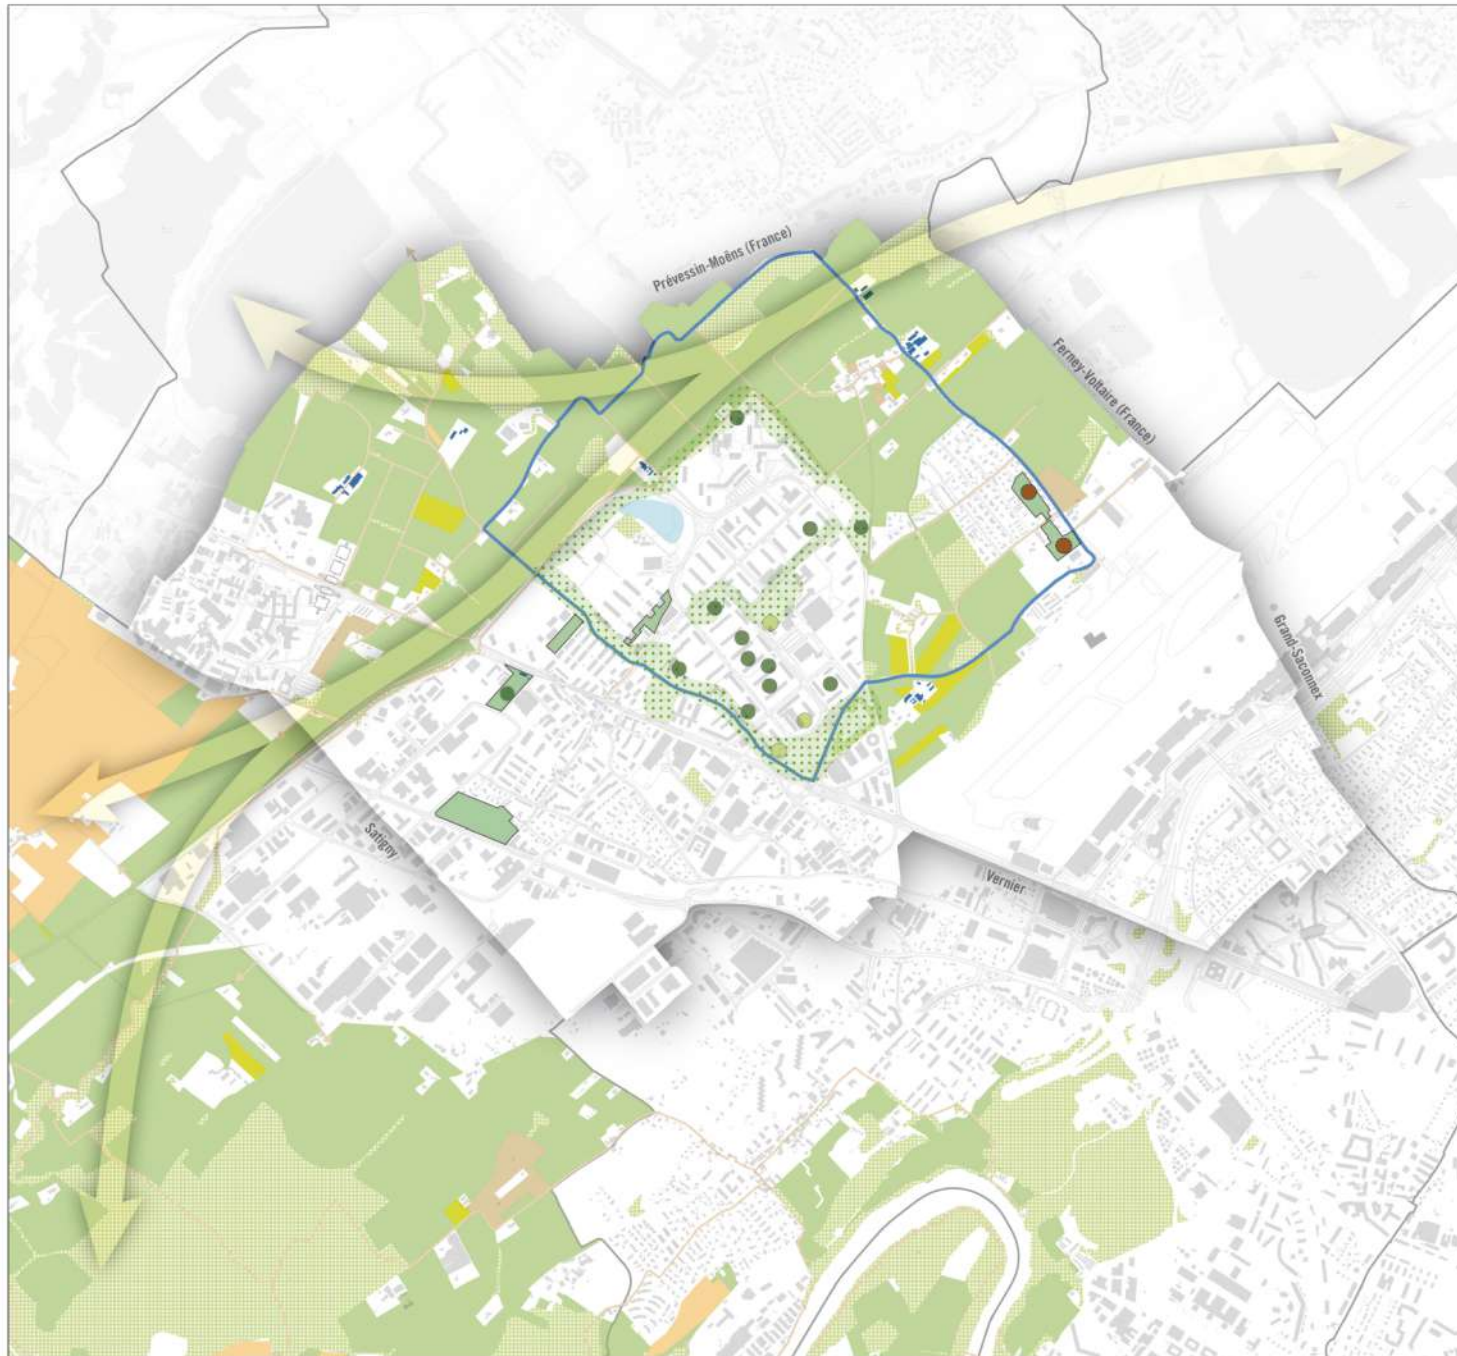 Prévessin-Moëns (France)
Ferney-Voltaire (France)
Grand-Saconnex
Satigny
Vernier